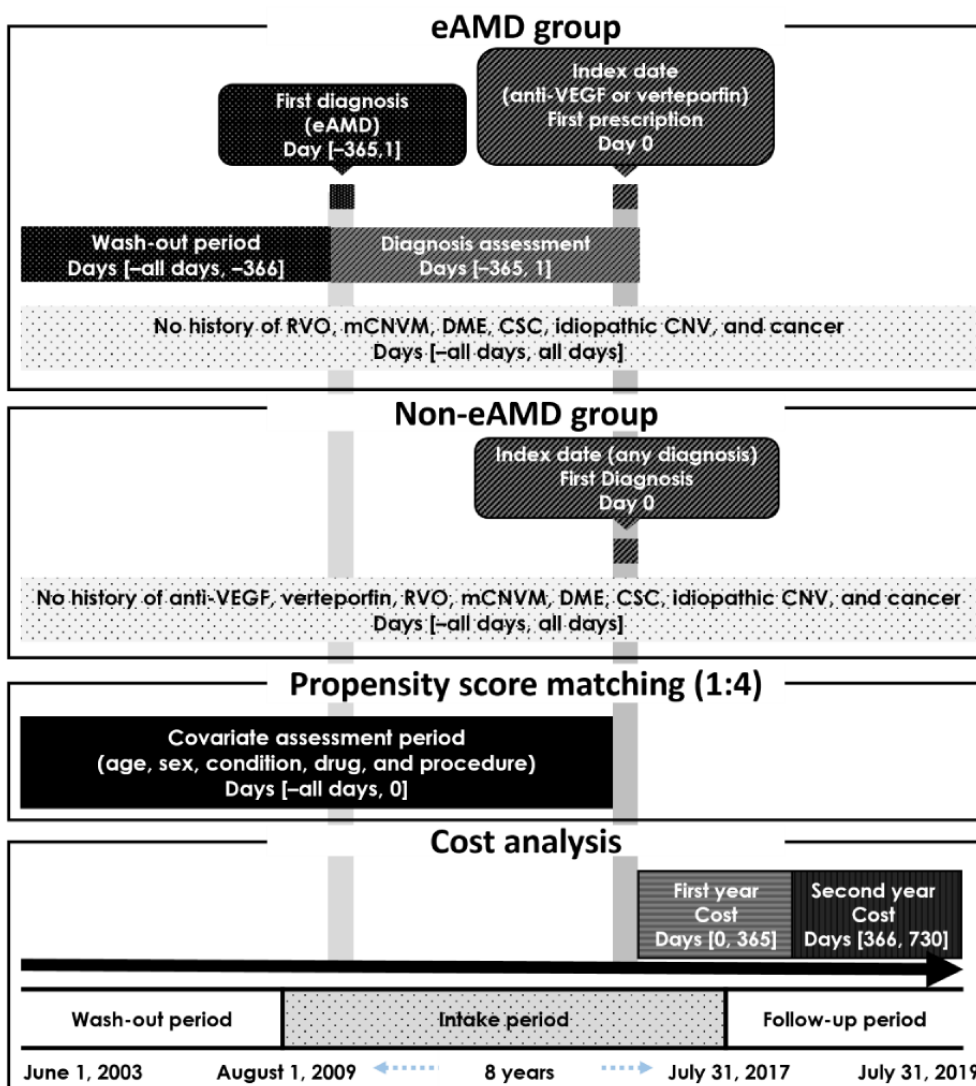 eAMD group
First diagnosis
(eAMD)
Day [–365,1]
Index date
(anti-VEGF or verteporfin)
First prescription
Day 0
Wash-out period
Days [–all days, –366]
Diagnosis assessment
Days [–365, 1]
No history of RVO, mCNVM, DME, CSC, idiopathic CNV, and cancer
Days [–all days, all days]
Non-eAMD group
Index date (any diagnosis)
First Diagnosis
Day 0
No history of anti-VEGF, verteporfin, RVO, mCNVM, DME, CSC, idiopathic CNV, and cancer
Days [–all days, all days]
Propensity score matching (1:4)
Covariate assessment period
(age, sex, condition, drug, and procedure)
Days [–all days, 0]
Cost analysis
First year
Cost
Days [0, 365]
Second year
Cost
Days [366, 730]
Wash-out period
Intake period
Follow-up period
June 1, 2003
August 1, 2009
8 years
July 31, 2017
July 31, 2019